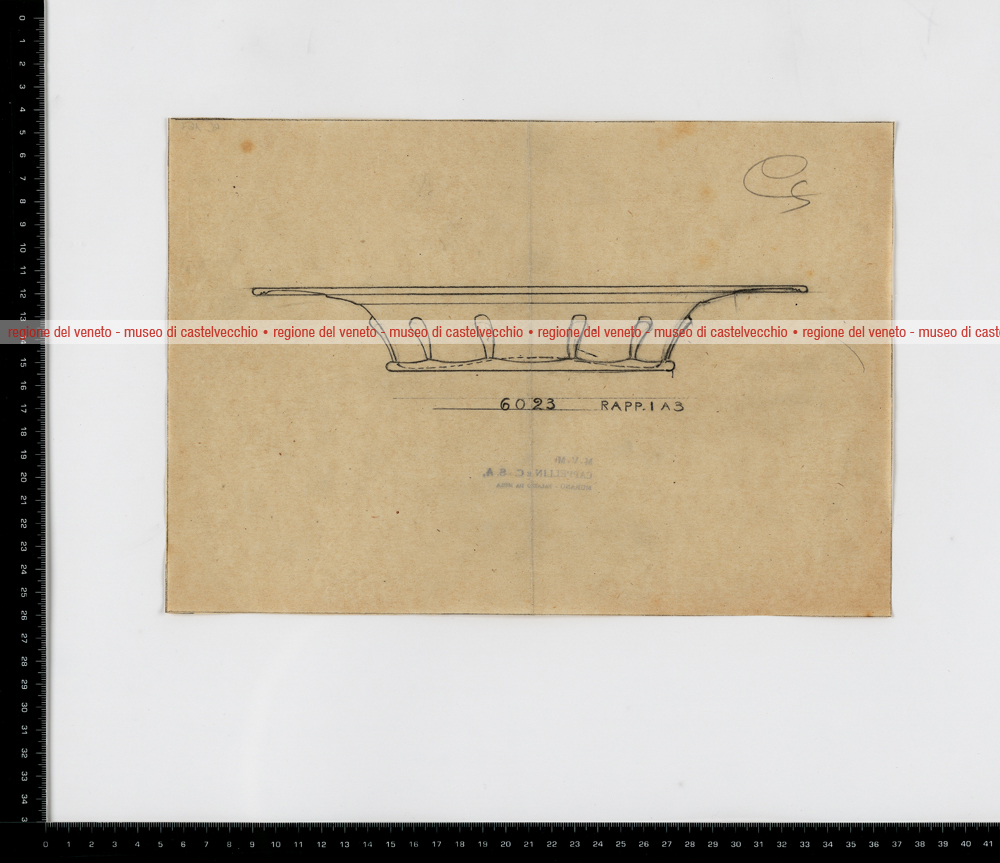 regione del veneto - museo di castelvecchio • regione del veneto - museo di castelvecchio • regione del veneto - museo di castelvecchio • regione del veneto - museo di cast
6023 RAPP. 1 A 3
M.V.M.
CAPPELLIN & C. S. A.
0 1 2 3 4 5 6 7 8 9 10 11 12 13 14 15 16 17 18 19 20 21 22 23 24 25 26 27 28 29 30 31 32 33 34 3
0 1 2 3 4 5 6 7 8 9 10 11 12 13 14 15 16 17 18 19 20 21 22 23 24 25 26 27 28 29 30 31 32 33 34 35 36 37 38 39 40 41